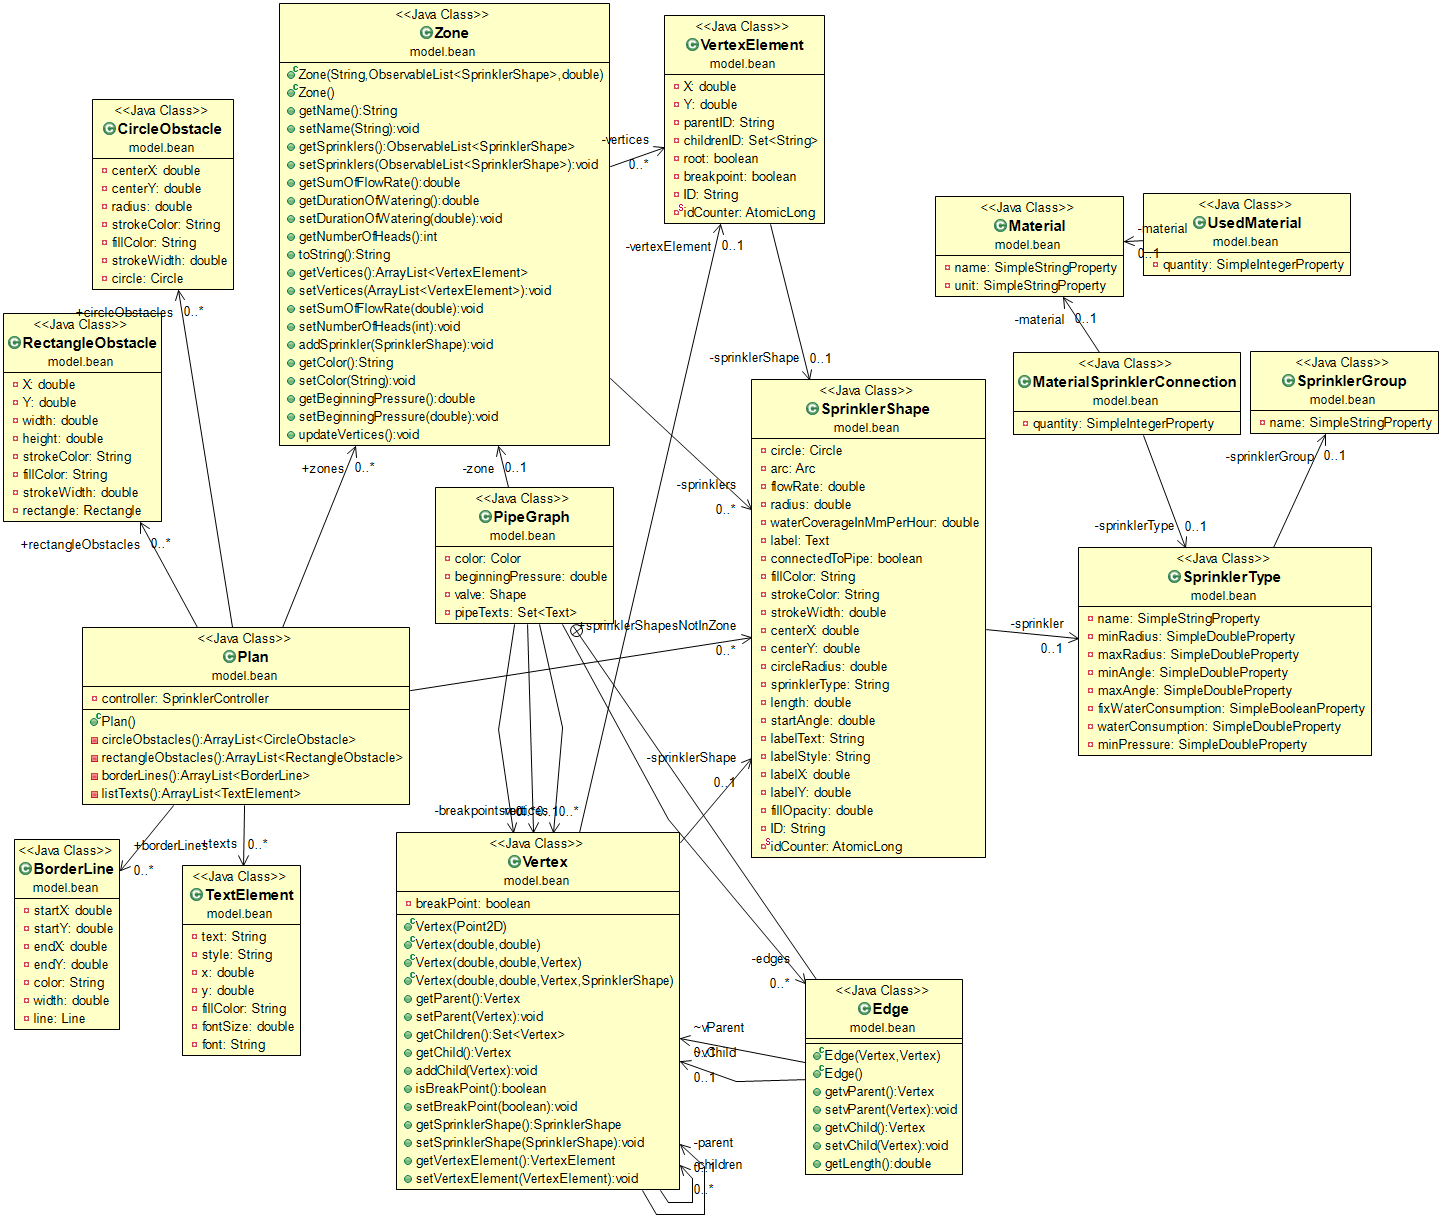 <<Java Class>>
Zone
model.bean
Zone(String,ObservableList<SprinklerShape>,double)
Zone()
getName():String
setName(String):void
getSprinklers():ObservableList<SprinklerShape>
setSprinklers(ObservableList<SprinklerShape>):void
getSumOfFlowRate():double
getDurationOfWatering():double
setDurationOfWatering(double):void
getNumberOfHeads():int
toString():String
getVertices():ArrayList<VertexElement>
setVertices(ArrayList<VertexElement>):void
setSumOfFlowRate(double):void
setNumberOfHeads(int):void
addSprinkler(SprinklerShape):void
getColor():String
setColor(String):void
getBeginningPressure():double
setBeginningPressure(double):void
updateVertices():void
<<Java Class>>
VertexElement
model.bean
X: double
Y: double
parentID: String
childrenID: Set<String>
root: boolean
breakpoint: boolean
ID: String
idCounter: AtomicLong
-vertices
0..*
<<Java Class>>
CircleObstacle
model.bean
centerX: double
centerY: double
radius: double
strokeColor: String
fillColor: String
strokeWidth: double
circle: Circle
+circleObstacles
0..*
<<Java Class>>
RectangleObstacle
model.bean
X: double
Y: double
width: double
height: double
strokeColor: String
fillColor: String
strokeWidth: double
rectangle: Rectangle
+rectangleObstacles
0..*
<<Java Class>>
Material
model.bean
name: SimpleStringProperty
unit: SimpleStringProperty
<<Java Class>>
UsedMaterial
model.bean
quantity: SimpleIntegerProperty
-material
0..1
-material
0..1
<<Java Class>>
MaterialSprinklerConnection
model.bean
quantity: SimpleIntegerProperty
<<Java Class>>
SprinklerGroup
model.bean
name: SimpleStringProperty
-sprinklerGroup
0..1
-sprinklerType
0..1
-vertexElement
0..1
-sprinklerShape
0..1
<<Java Class>>
SprinklerShape
model.bean
circle: Circle
arc: Arc
flowRate: double
radius: double
waterCoverageInMmPerHour: double
label: Text
connectedToPipe: boolean
fillColor: String
strokeColor: String
strokeWidth: double
centerX: double
centerY: double
circleRadius: double
sprinklerType: String
length: double
startAngle: double
labelText: String
labelStyle: String
labelX: double
labelY: double
fillOpacity: double
ID: String
idCounter: AtomicLong
-sprinklers
0..*
+zones
0..*
-zone
0..1
<<Java Class>>
PipeGraph
model.bean
color: Color
beginningPressure: double
valve: Shape
pipeTexts: Set<Text>
+sprinklerShapesNotInZone
0..*
-sprinkler
0..1
<<Java Class>>
SprinklerType
model.bean
name: SimpleStringProperty
minRadius: SimpleDoubleProperty
maxRadius: SimpleDoubleProperty
minAngle: SimpleDoubleProperty
maxAngle: SimpleDoubleProperty
fixWaterConsumption: SimpleBooleanProperty
waterConsumption: SimpleDoubleProperty
minPressure: SimpleDoubleProperty
<<Java Class>>
Plan
model.bean
controller: SprinklerController
Plan()
circleObstacles():ArrayList<CircleObstacle>
rectangleObstacles():ArrayList<RectangleObstacle>
borderLines():ArrayList<BorderLine>
listTexts():ArrayList<TextElement>
+borderLines
0..*
texts
0..*
<<Java Class>>
BorderLine
model.bean
startX: double
startY: double
endX: double
endY: double
color: String
width: double
line: Line
<<Java Class>>
TextElement
model.bean
text: String
style: String
x: double
y: double
fillColor: String
fontSize: double
font: String
-sprinklerShape
0..1
-breakpoints
0..*
<<Java Class>>
Vertex
model.bean
breakPoint: boolean
Vertex(Point2D)
Vertex(double,double)
Vertex(double,double,Vertex)
Vertex(double,double,Vertex,SprinklerShape)
getParent():Vertex
setParent(Vertex):void
getChildren():Set<Vertex>
getChild():Vertex
addChild(Vertex):void
isBreakPoint():boolean
setBreakPoint(boolean):void
getSprinklerShape():SprinklerShape
setSprinklerShape(SprinklerShape):void
getVertexElement():VertexElement
setVertexElement(VertexElement):void
-edges
0..*
<<Java Class>>
Edge
model.bean
Edge(Vertex,Vertex)
Edge()
getvParent():Vertex
setvParent(Vertex):void
getvChild():Vertex
setvChild(Vertex):void
getLength():double
~vParent
vChild
0..1
-parent
children
0..*